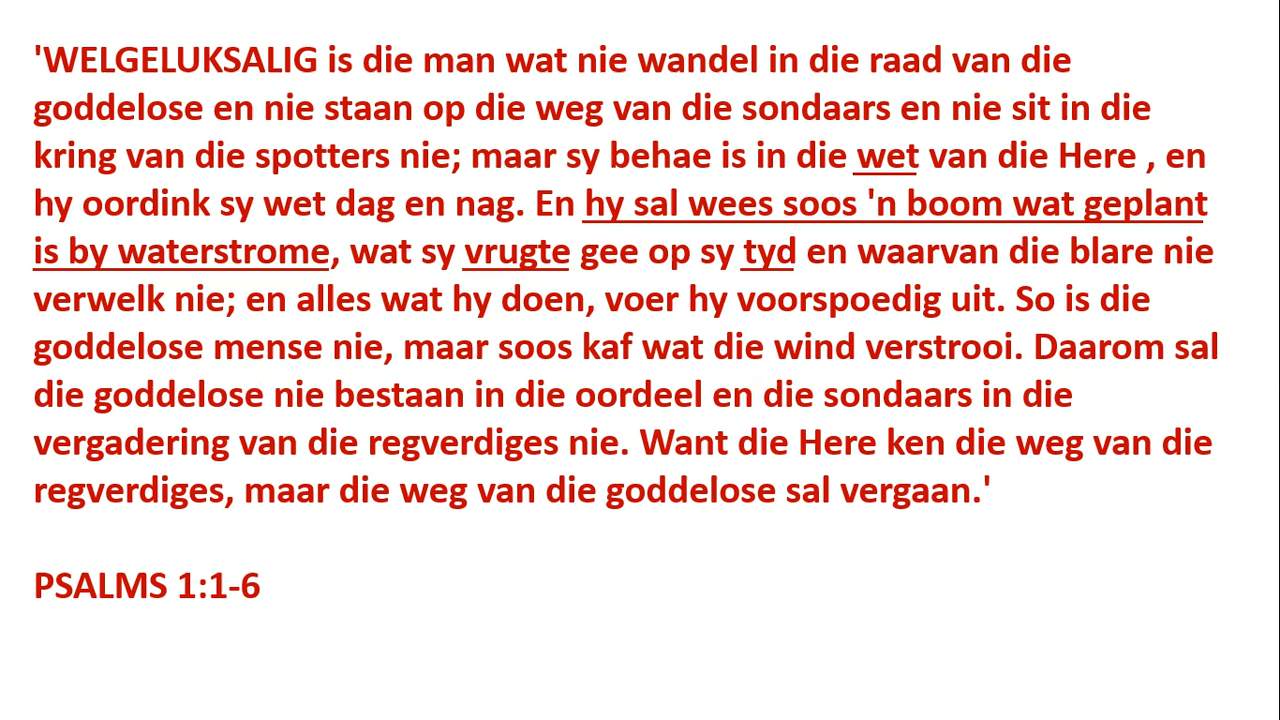 'WELGELUKSALIG is die man wat nie wandel in die raad van die
goddelose en nie staan op die weg van die sondaars en nie sit in die
kring van die spotters nie; maar sy behae is in die wet van die Here , en
hy oordink sy wet dag en nag. En hy sal wees soos 'n boom wat geplant
is by waterstrome, wat sy vrugte gee op sy tyd en waarvan die blare nie
verwelk nie; en alles wat hy doen, voer hy voorspoedig uit. So is die
goddelose mense nie, maar soos kaf wat die wind verstrooi. Daarom sal
die goddelose nie bestaan in die oordeel en die sondaars in die
vergadering van die regverdiges nie. Want die Here ken die weg van die
regverdiges, maar die weg van die goddelose sal vergaan.'
PSALMS 1:1-6